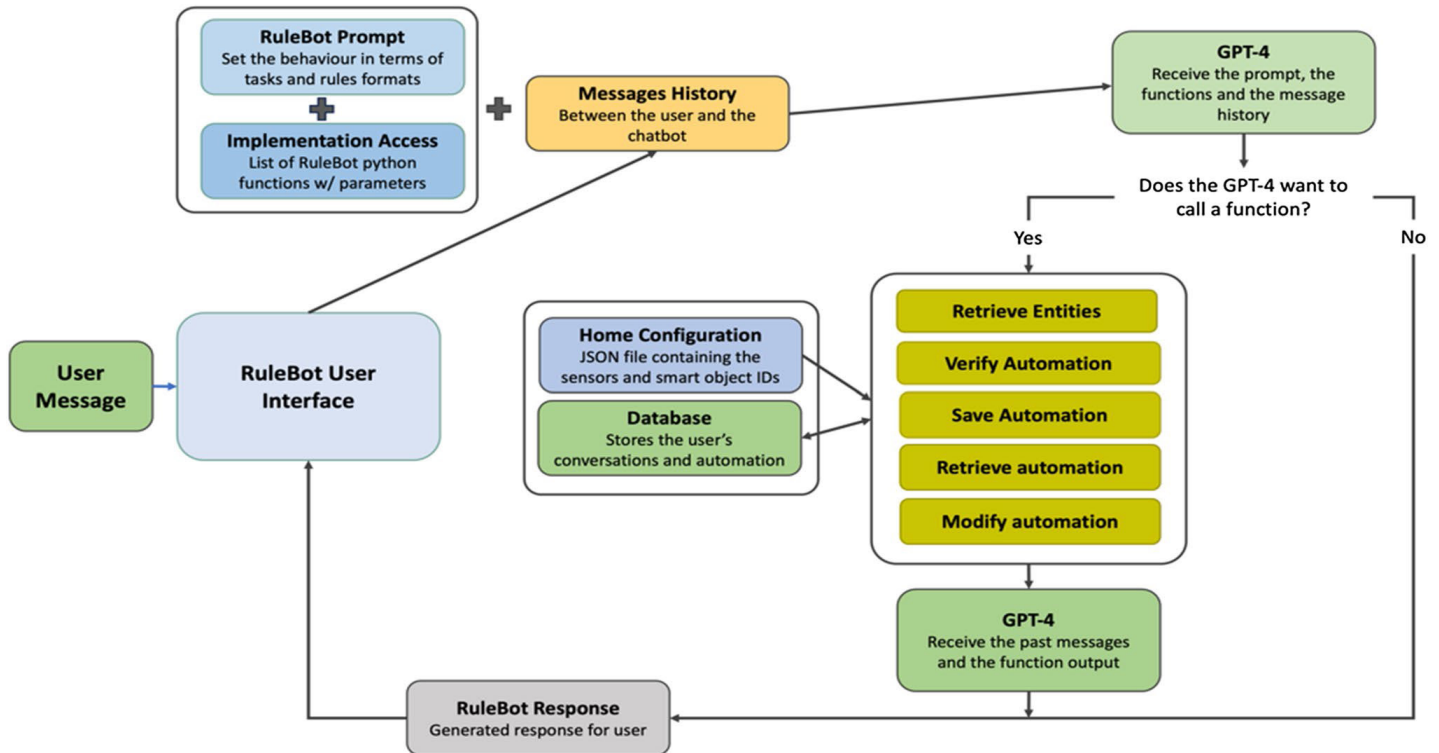 RuleBot Prompt
Set the behaviour in terms of
tasks and rules formats
Implementation Access
List of RuleBot python
functions w/ parameters
Messages History
Between the user and the
chatbot
GPT-4
Receive the prompt, the
functions and the message
history
Does the GPT-4 want to
call a function?
Yes
No
User
Message
RuleBot User
Interface
Home Configuration
JSON file containing the
sensors and smart object IDs
Database
Stores the user's
conversations and automation
Retrieve Entities
Verify Automation
Save Automation
Retrieve automation
Modify automation
GPT-4
Receive the past messages
and the function output
RuleBot Response
Generated response for user